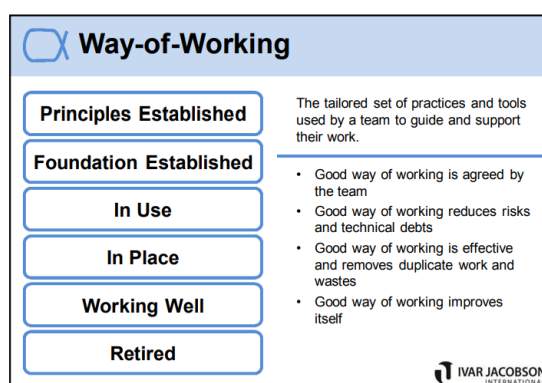 Way-of-Working
Principles Established
Foundation Established
In Use
In Place
Working Well
Retired
The tailored set of practices and tools
used by a team to guide and support
their work.
• Good way of working is agreed by
the team
• Good way of working reduces risks
and technical debts
• Good way of working is effective
and removes duplicate work and
wastes
• Good way of working improves
itself
IVAR JACOBSON
INTERNATIONAL